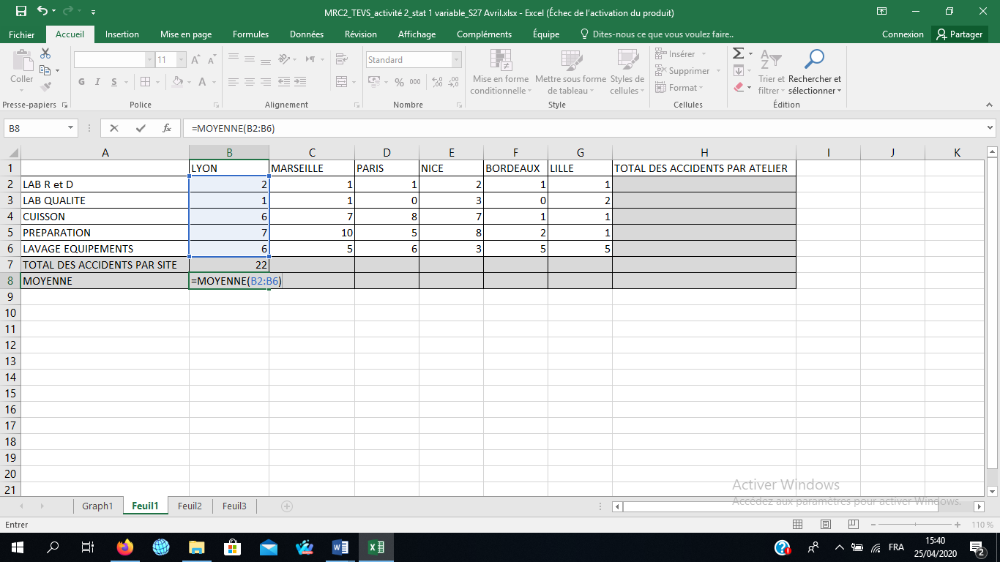 MRC2_TEVS_activité 2_stat 1 variable_S27 Avril.xlsx - Excel (Échec de l'activation du produit)
Fichier Accueil Insertion Mise en page Formules Données Révision Affichage Compléments Équipe Dites-nous ce que vous voulez faire.. Connexion Partager
Coller
11
Standard
G I S A
% 000
Mise en forme conditionnelle
Mettre sous forme de tableau
Styles de cellules
Insérer
Supprimer
Format
Trier et filtrer
Rechercher et sélectionner
Presse-papiers Police Alignement Nombre Style Cellules Édition
B8 fx =MOYENNE(B2:B6)
A B C D E F G H I J K
1 LYON MARSEILLE PARIS NICE BORDEAUX LILLE TOTAL DES ACCIDENTS PAR ATELIER
2 LAB R et D 2 1 1 2 1 1
3 LAB QUALITE 1 1 0 3 0 2
4 CUISSON 6 7 8 7 1 1
5 PREPARATION 7 10 5 8 2 1
6 LAVAGE EQUIPEMENTS 6 5 6 3 5 5
7 TOTAL DES ACCIDENTS PAR SITE 22
8 MOYENNE =MOYENNE(B2:B6)
9
10
11
12
13
14
15
16
17
18
19
20
21
Activer Windows
Accédez aux paramètres pour activer Windows.
Graph1 Feuil1 Feuil2 Feuil3
Entrer 110 %
FRA
15:40
25/04/2020
2